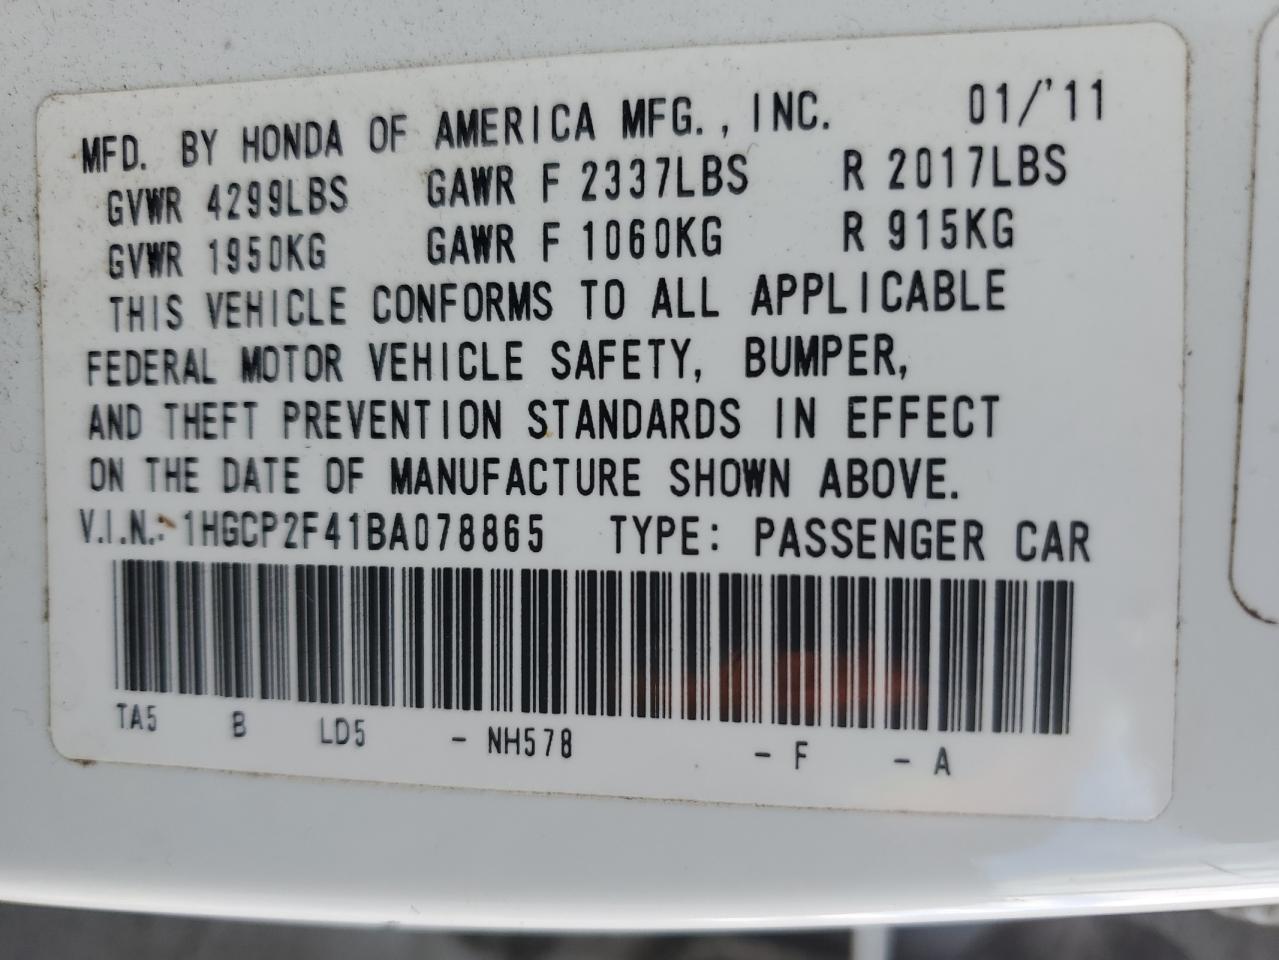 MFD. BY HONDA OF AMERICA MFG., INC. 01/'11
GVWR 4299LBS GAWR F 2337LBS R 2017LBS
GVWR 1950KG GAWR F 1060KG R 915KG
THIS VEHICLE CONFORMS TO ALL APPLICABLE
FEDERAL MOTOR VEHICLE SAFETY, BUMPER,
AND THEFT PREVENTION STANDARDS IN EFFECT
ON THE DATE OF MANUFACTURE SHOWN ABOVE.
V.I.N.: 1HGCP2F41BA078865 TYPE: PASSENGER CAR
TA5 B LD5 - NH578 - F - A